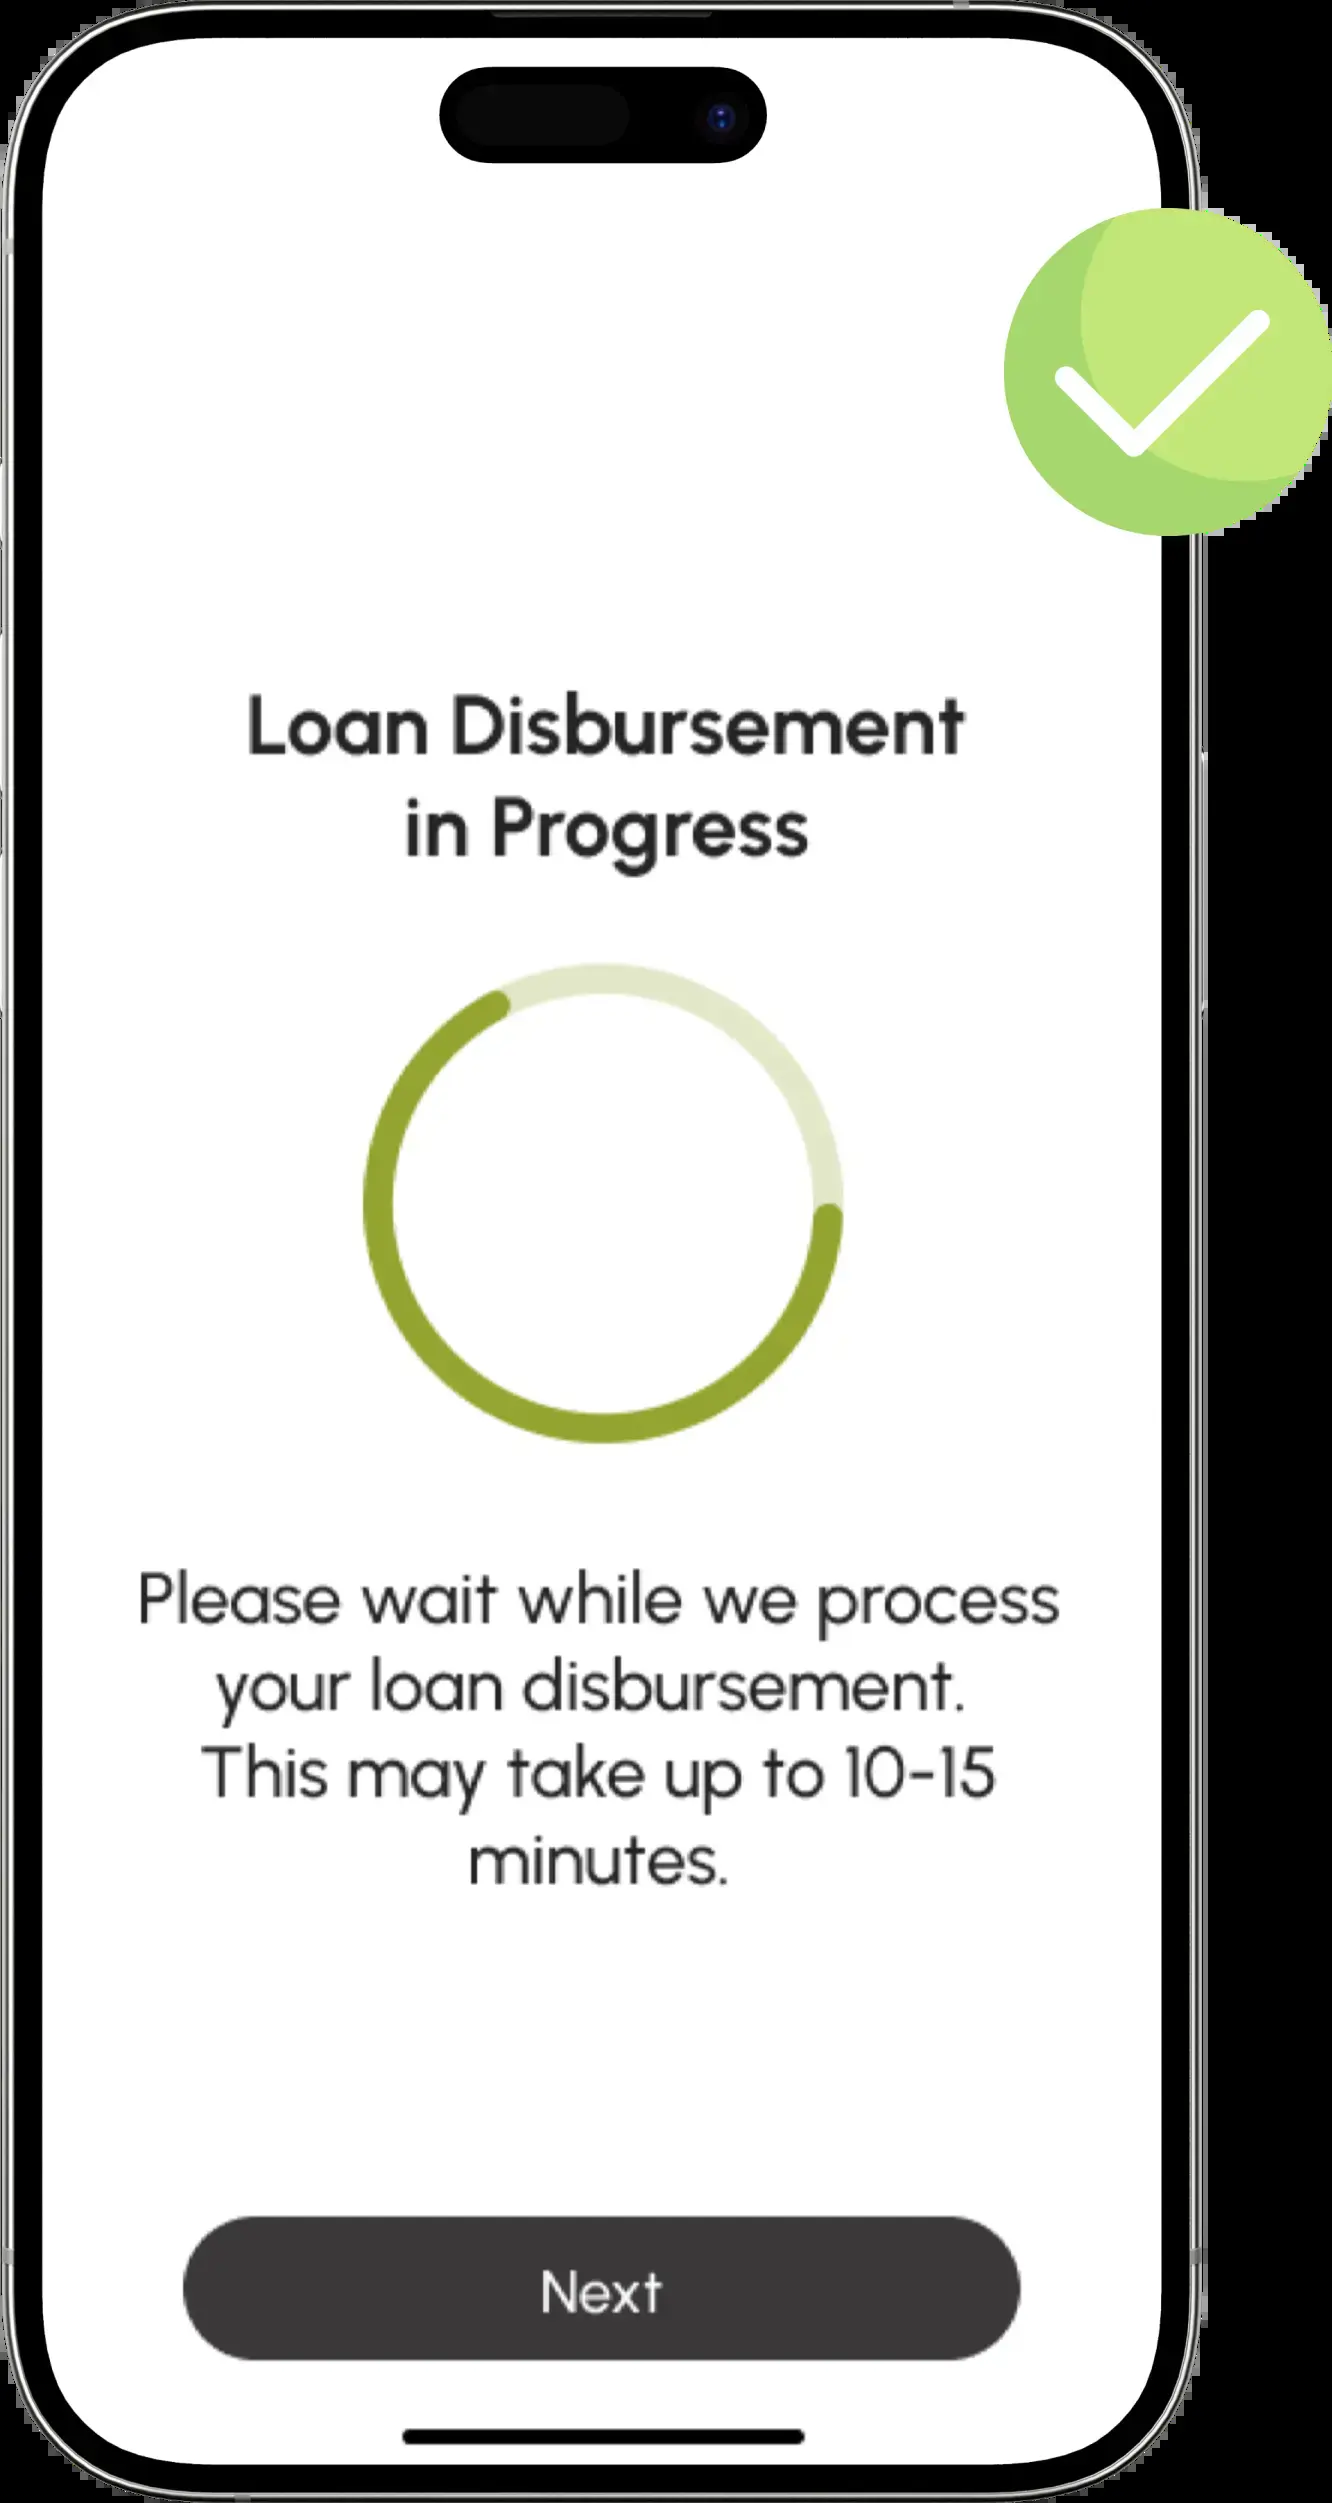 Loan Disbursement
in Progress
Please wait while we process
your loan disbursement.
This may take up to 10-15
minutes.
Next